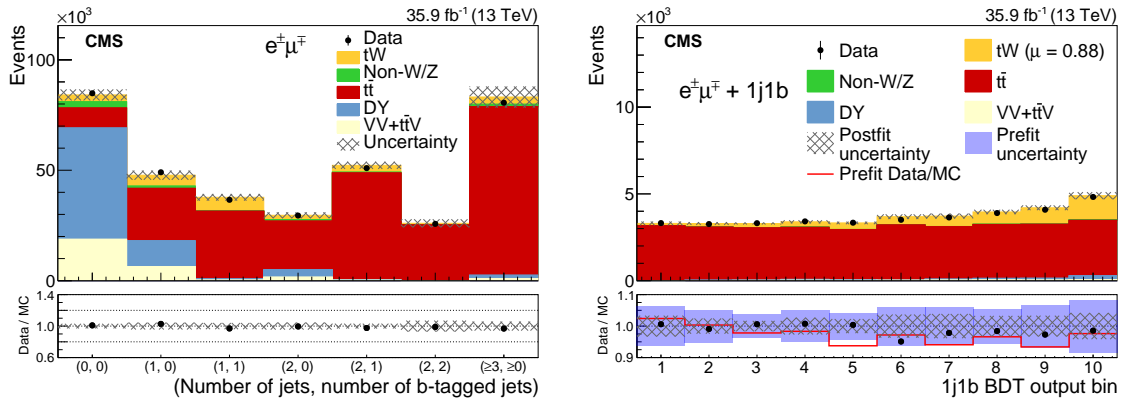 ×10³ 35.9 fb⁻¹ (13 TeV)
Events
CMS
e±μ∓
Data
tW
Non-W/Z
tt̄
DY
VV+tt̄V
Uncertainty
100
50
0
Data / MC
1.4
1.0
0.6
(0, 0) (1, 0) (1, 1) (2, 0) (2, 1) (2, 2) (≥3, ≥0)
(Number of jets, number of b-tagged jets)
×10³ 35.9 fb⁻¹ (13 TeV)
Events
CMS
e±μ∓ + 1j1b
Data
tW (μ = 0.88)
Non-W/Z
tt̄
DY
VV+tt̄V
Postfit
uncertainty
Prefit
uncertainty
Prefit Data/MC
10
5
0
Data / MC
1.1
1.0
0.9
1 2 3 4 5 6 7 8 9 10
1j1b BDT output bin